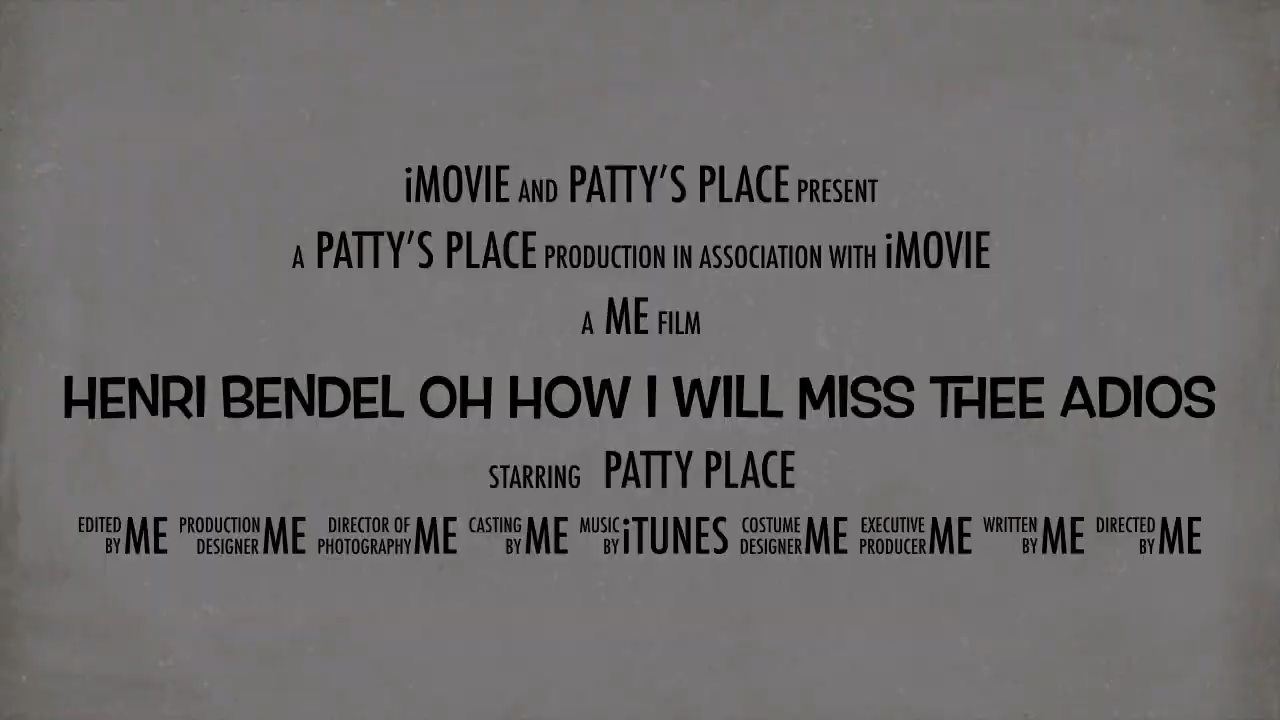 iMOVIE AND PATTY'S PLACE PRESENT
A PATTY'S PLACE PRODUCTION IN ASSOCIATION WITH iMOVIE
A ME FILM
HENRI BENDEL OH HOW I WILL MISS THEE ADIOS
STARRING PATTY PLACE
EDITED BY ME PRODUCTION DESIGNER ME DIRECTOR OF PHOTOGRAPHY ME CASTING BY ME MUSIC BY iTUNES COSTUME DESIGNER ME EXECUTIVE PRODUCER ME WRITTEN BY ME DIRECTED BY ME